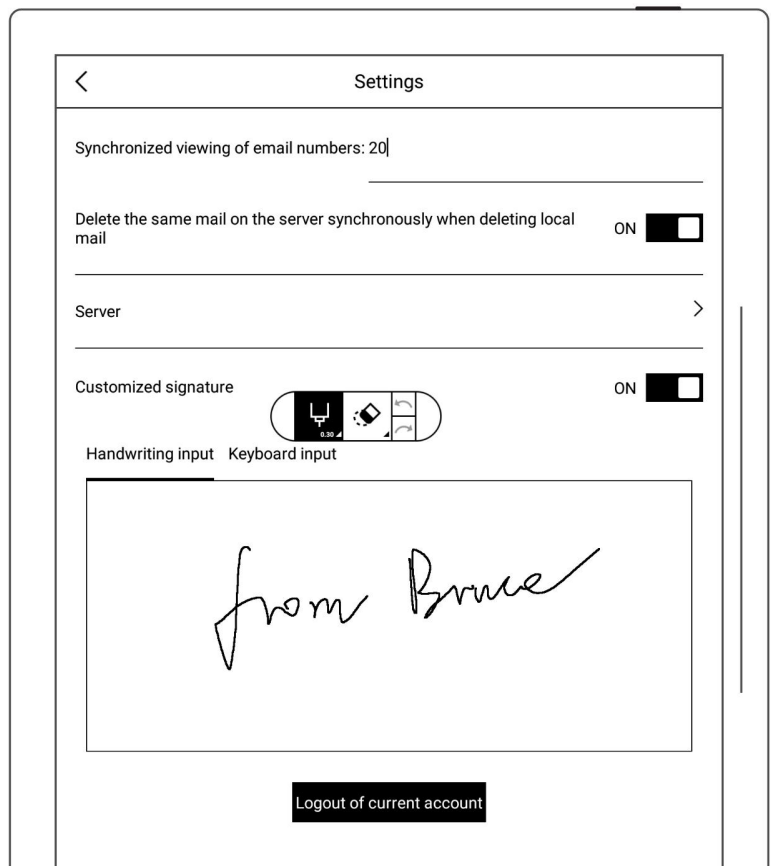 Settings
Synchronized viewing of email numbers: 20
Delete the same mail on the server synchronously when deleting local
mail
ON
Server
Customized signature
ON
0.30
Handwriting input Keyboard input
from Bruce
Logout of current account